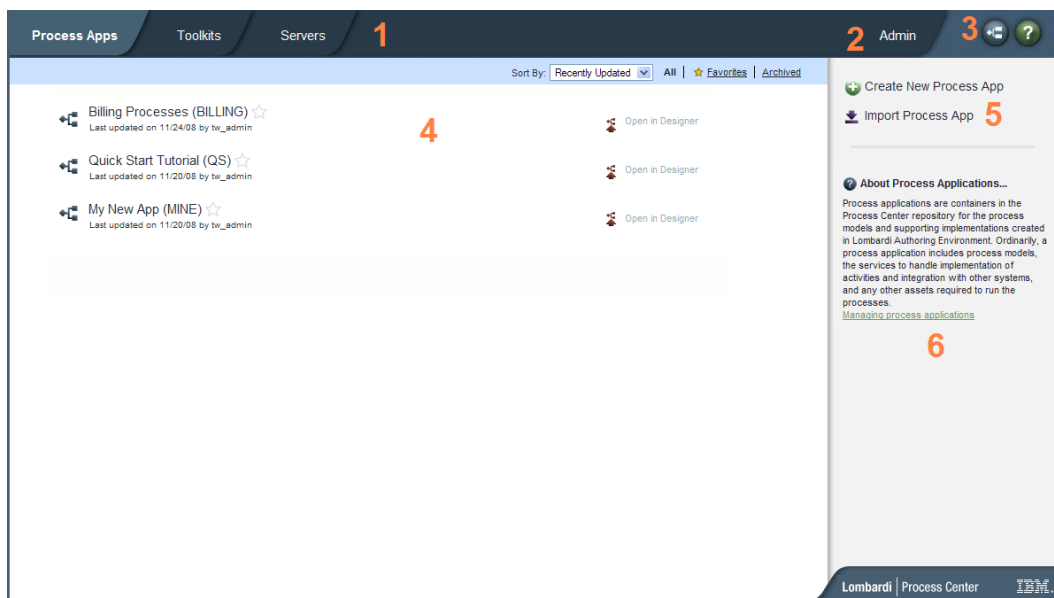 Process Apps Toolkits Servers 1 2 Admin 3 ?
Sort By: Recently Updated All | Favorites | Archived
Billing Processes (BILLING)
Last updated on 11/24/08 by tw_admin
4
Open in Designer
Quick Start Tutorial (QS)
Last updated on 11/20/08 by tw_admin
Open in Designer
My New App (MINE)
Last updated on 11/20/08 by tw_admin
Open in Designer
Create New Process App
Import Process App 5
? About Process Applications...
Process applications are containers in the
Process Center repository for the process
models and supporting implementations created
in Lombardi Authoring Environment. Ordinarily, a
process application includes process models,
the services to handle implementation of
activities and integration with other systems,
and any other assets required to run the
processes.
Managing process applications
6
Lombardi | Process Center IBM.